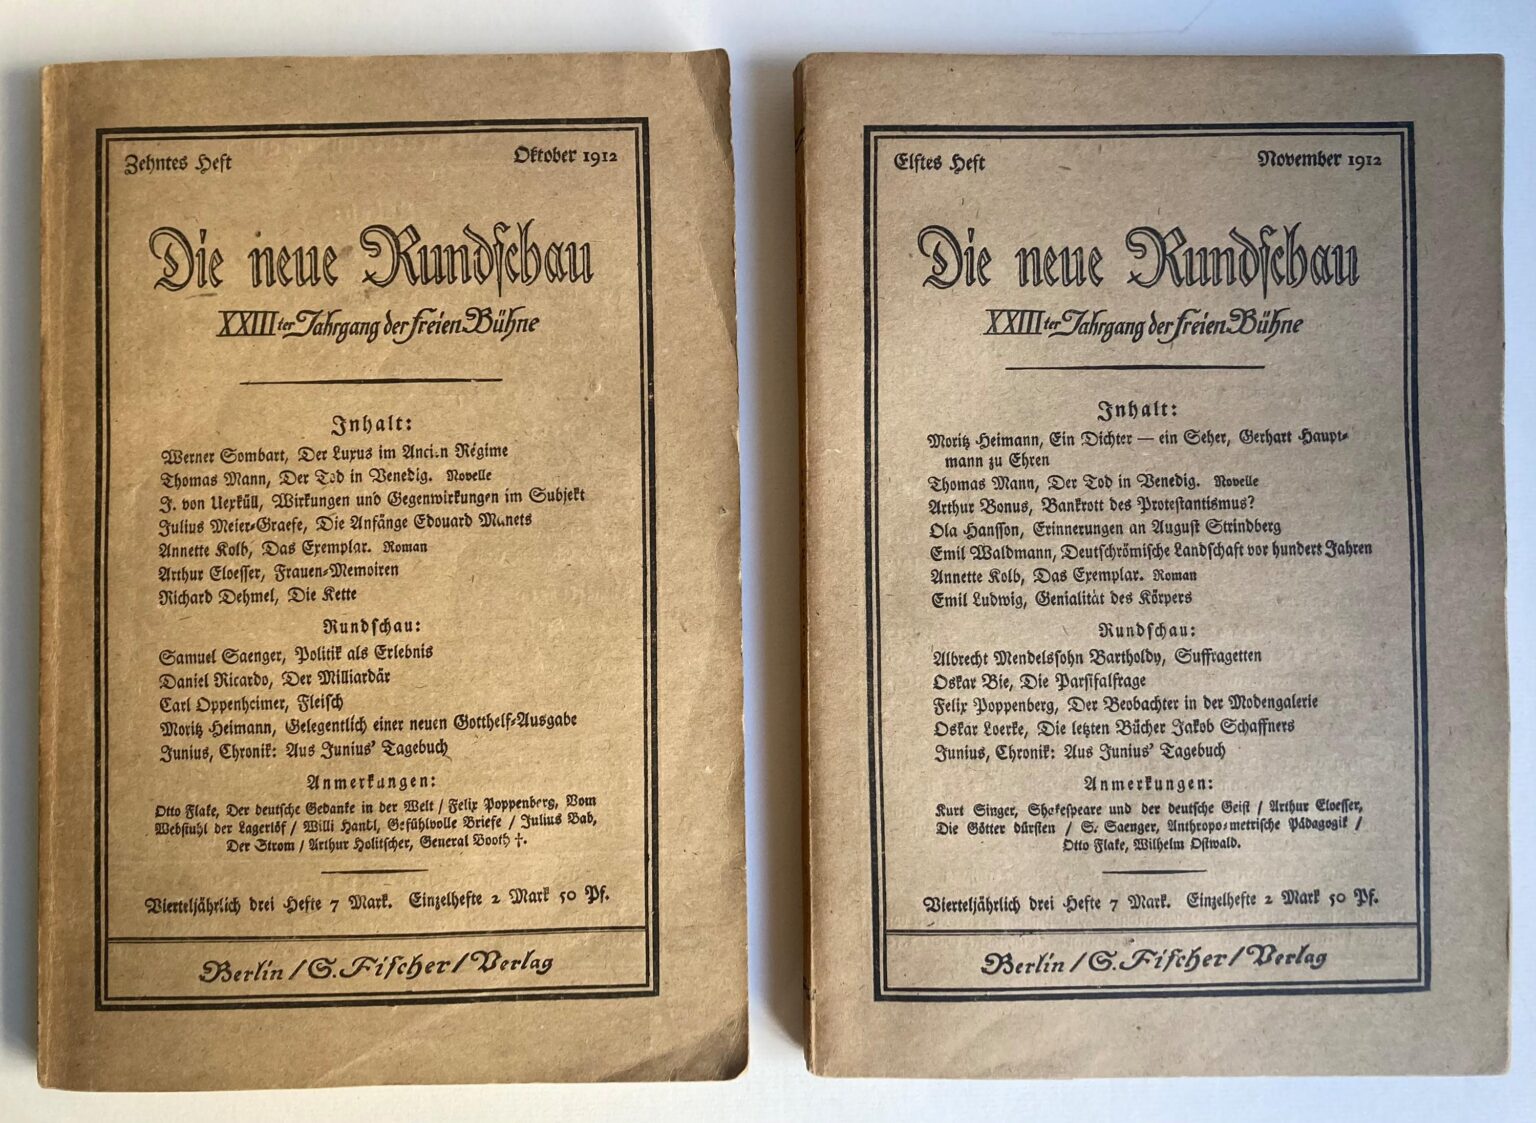 Zehntes Heft
Oktober 1912
Die neue Rundschau
XXIIIter Jahrgang der freien Bühne
Inhalt:
Werner Sombart, Der Luxus im Ancien Régime
Thomas Mann, Der Tod in Venedig. Novelle
J. von Uexküll, Wirkungen und Gegenwirkungen im Subjekt
Julius Meier-Graefe, Die Anfänge Edouard Manets
Annette Kolb, Das Exemplar. Roman
Arthur Eloesser, Frauen-Memoiren
Richard Dehmel, Die Kette
Rundschau:
Samuel Saenger, Politik als Erlebnis
Daniel Ricardo, Der Milliardär
Carl Oppenheimer, Fleisch
Moritz Heimann, Gelegentlich einer neuen Gotthelf-Ausgabe
Junius, Chronik: Aus Junius' Tagebuch
Anmerkungen:
Otto Flake, Der deutsche Gedanke in der Welt / Felix Poppenberg, Vom
Webstuhl der Lagerlöf / Willi Handl, Gefühlvolle Briefe / Julius Bab,
Der Strom / Arthur Holitscher, General Booth †.
Vierteljährlich drei Hefte 7 Mark. Einzelhefte 2 Mark 50 Pf.
Berlin / S. Fischer / Verlag
Elftes Heft
November 1912
Die neue Rundschau
XXIIIter Jahrgang der freien Bühne
Inhalt:
Moritz Heimann, Ein Dichter — ein Seher, Gerhart Haupt-
mann zu Ehren
Thomas Mann, Der Tod in Venedig. Novelle
Arthur Bonus, Bankrott des Protestantismus?
Ola Hansson, Erinnerungen an August Strindberg
Emil Waldmann, Deutschrömische Landschaft vor hundert Jahren
Annette Kolb, Das Exemplar. Roman
Emil Ludwig, Genialität des Körpers
Rundschau:
Albrecht Mendelssohn Bartholdy, Suffragetten
Oskar Bie, Die Parsifalfrage
Felix Poppenberg, Der Beobachter in der Modengalerie
Oskar Loerke, Die letzten Bücher Jakob Schaffners
Junius, Chronik: Aus Junius' Tagebuch
Anmerkungen:
Kurt Singer, Shakespeare und der deutsche Geist / Arthur Eloesser,
Die Götter dürsten / S. Saenger, Anthropo-metrische Pädagogik /
Otto Flake, Wilhelm Ostwald.
Vierteljährlich drei Hefte 7 Mark. Einzelhefte 2 Mark 50 Pf.
Berlin / S. Fischer / Verlag